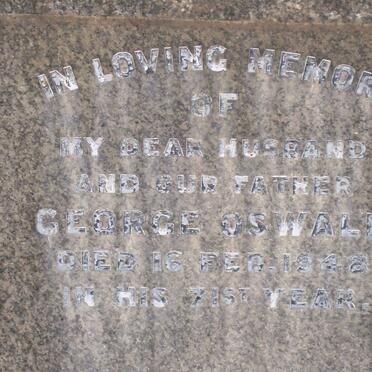 IN LOVING MEMOR
OF
MY DEAR HUSBAND
AND OUR FATHER
GEORGE OSWAL
DIED 16 FEB. 1948
IN HIS 71ST YEAR.